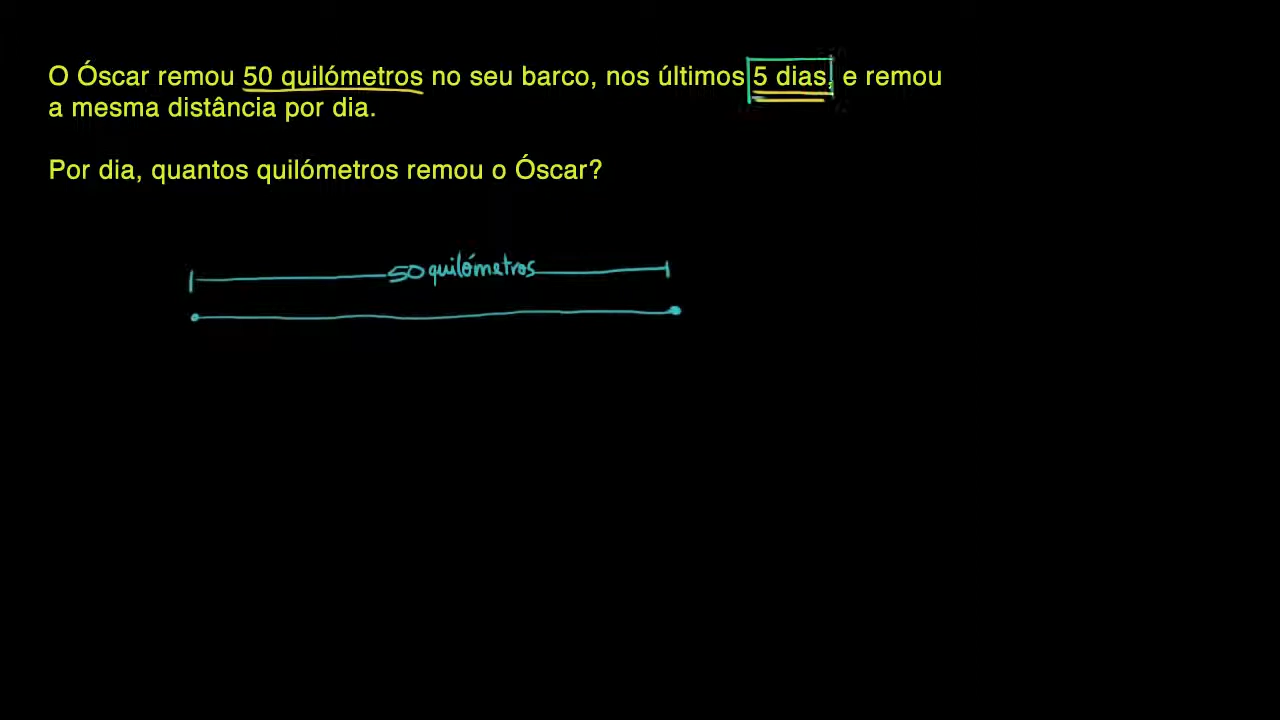 O Óscar remou 50 quilómetros no seu barco, nos últimos 5 dias, e remou
a mesma distância por dia.
Por dia, quantos quilómetros remou o Óscar?
50 quilómetros